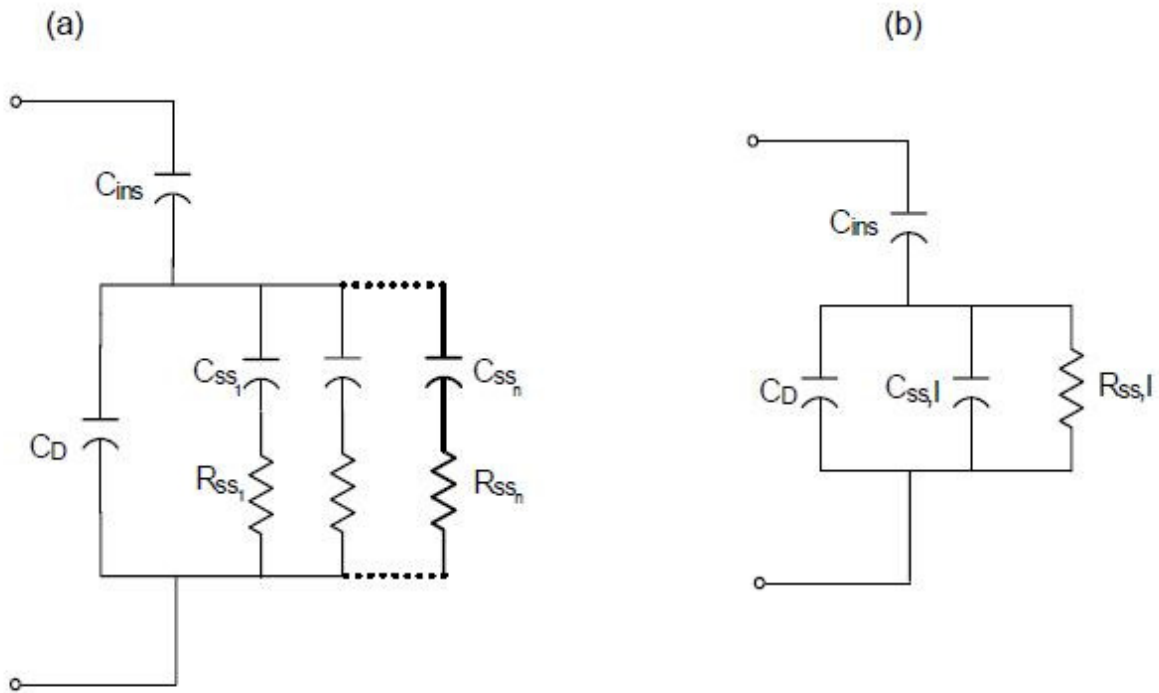 (a)
Cins
CD
Css1
Rss1
Cssn
Rssn
(b)
Cins
CD
Css,I
Rss,I